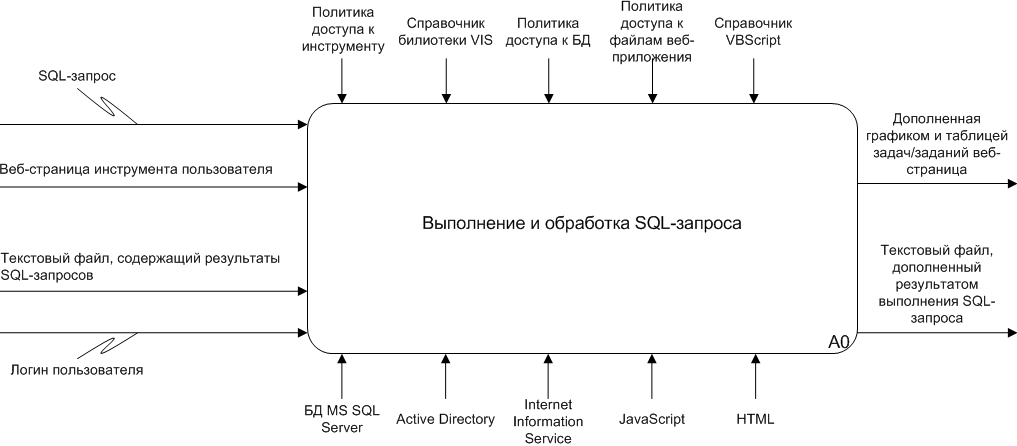 Политика
доступа к
инструменту
Справочник
билиотеки VIS
Политика
доступа к БД
Политика
доступа к
файлам веб-
приложения
Справочник
VBScript
SQL-запрос
Веб-страница инструмента пользователя
Текстовый файл, содержащий результаты
SQL-запросов
Логин пользователя
Выполнение и обработка SQL-запроса
A0
Дополненная
графиком и таблицей
задач/заданий веб-
страница
Текстовый файл,
дополненный
результатом
выполнения SQL-
запроса
БД MS SQL
Server
Active Directory
Internet
Information
Service
JavaScript
HTML